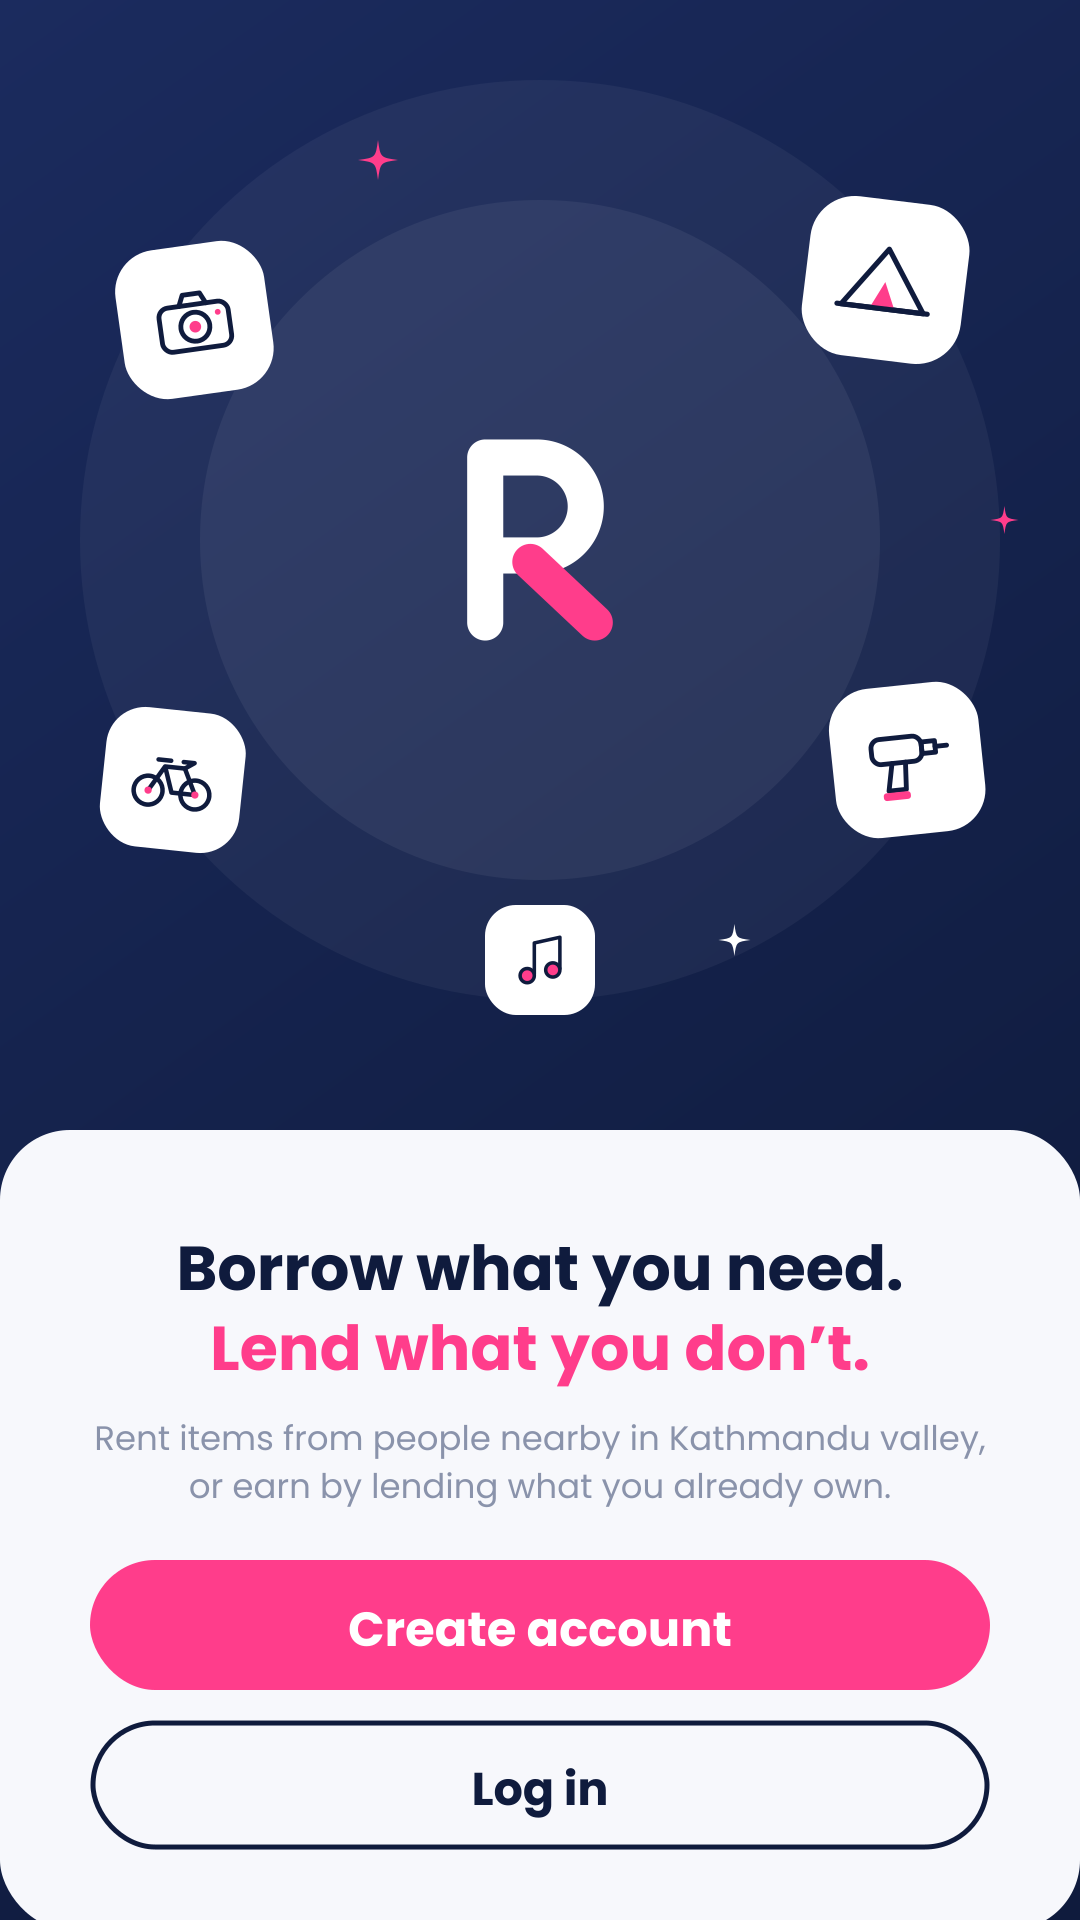 R
Borrow what you need.
Lend what you don’t.
Rent items from people nearby in Kathmandu valley,
or earn by lending what you already own.
Create account
Log in